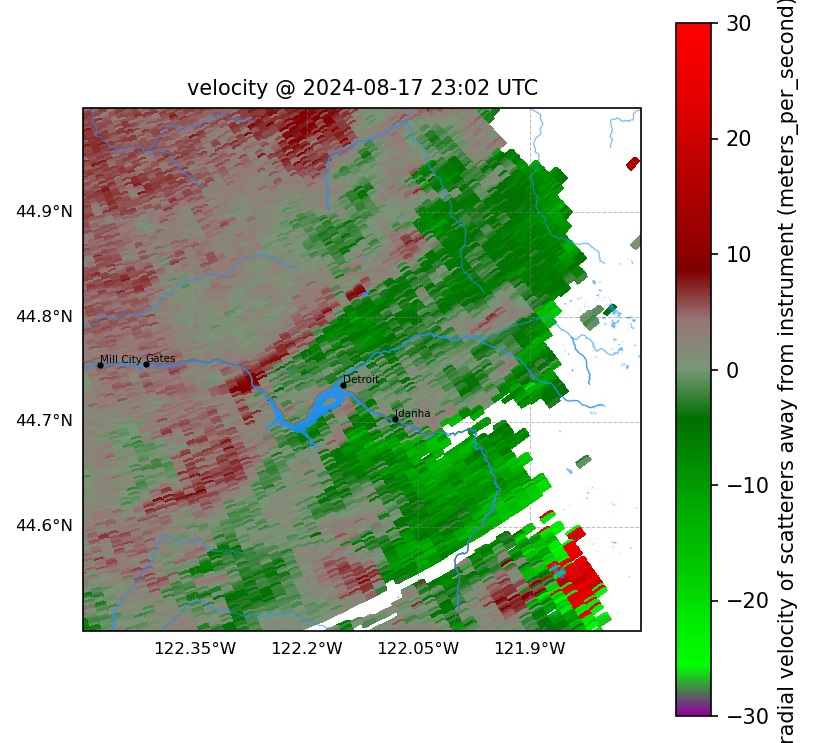 velocity @ 2024-08-17 23:02 UTC
44.9°N
44.8°N
44.7°N
44.6°N
122.35°W
122.2°W
122.05°W
121.9°W
Mill City
Gates
Detroit
Idanha
30
20
10
0
−10
−20
−30
radial velocity of scatterers away from instrument (meters_per_second)